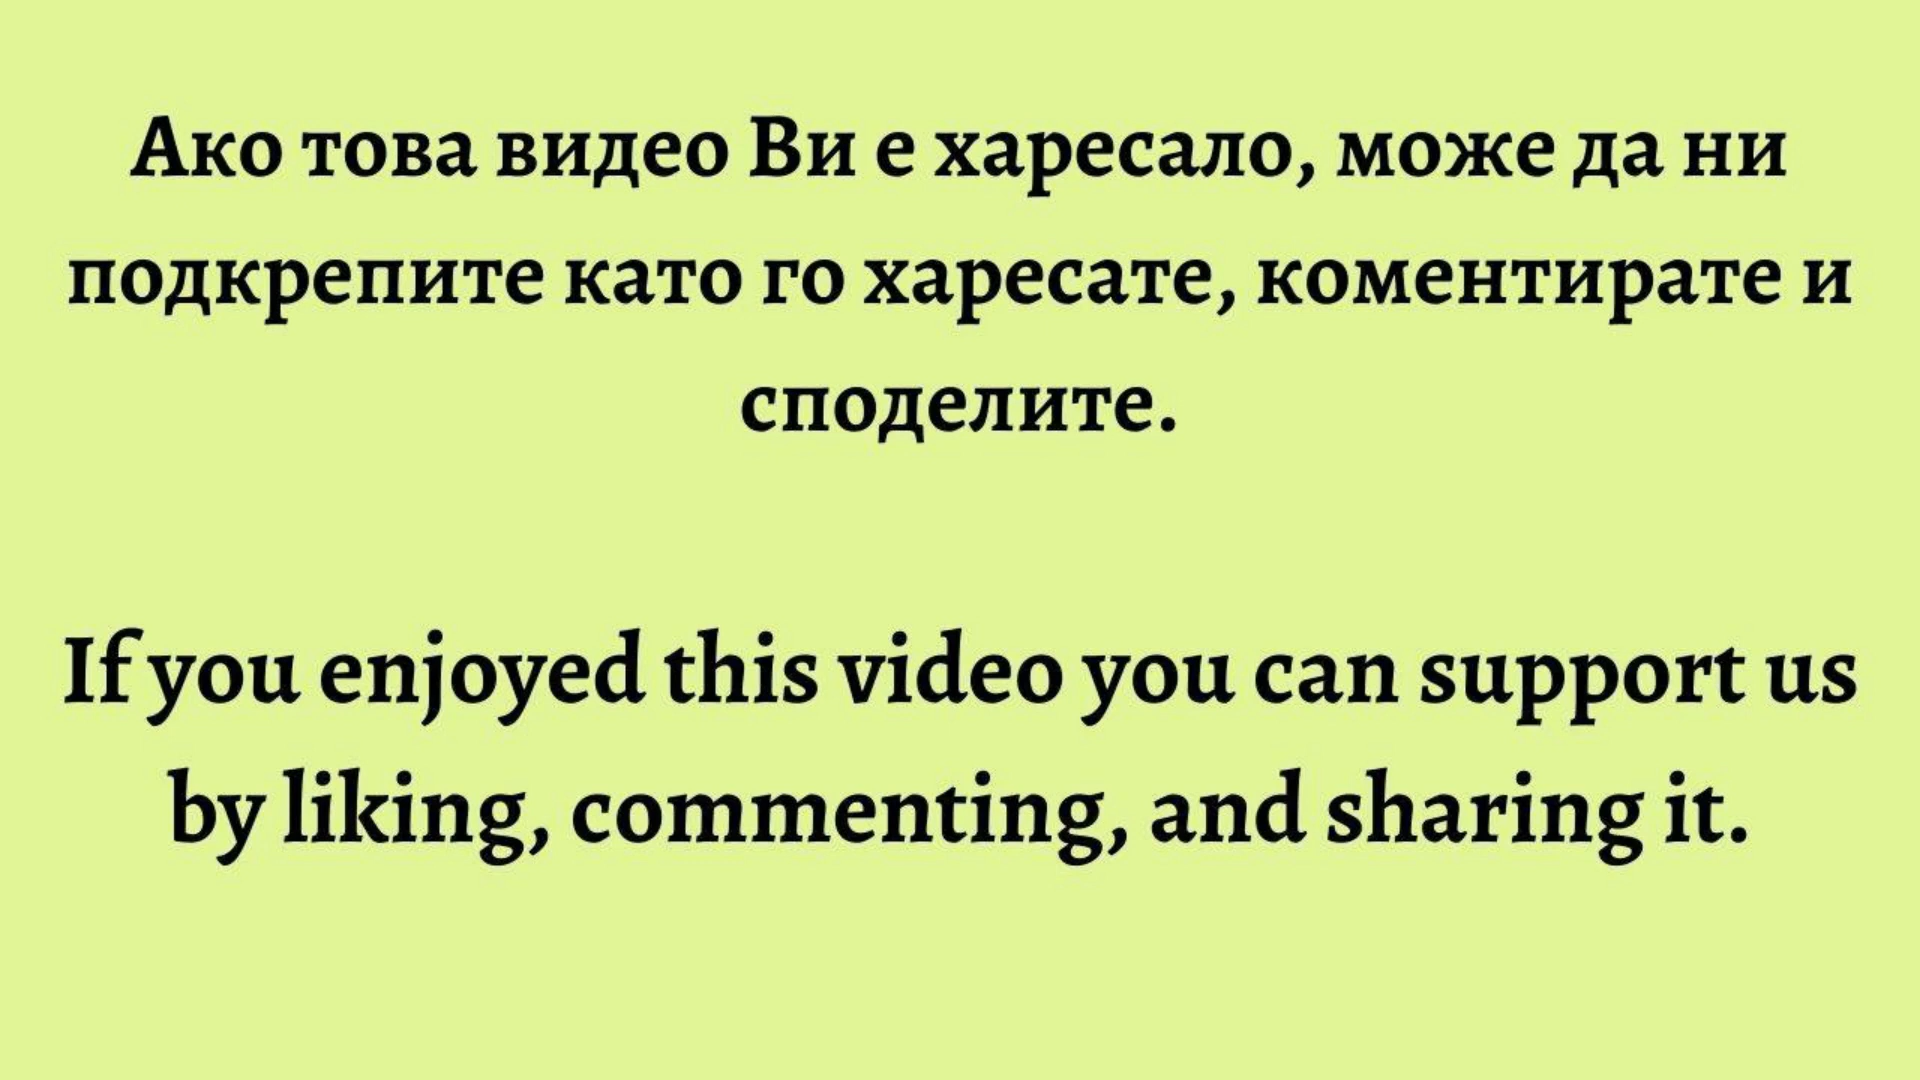 Ако това видео Ви е харесало, може да ни
подкрепите като го харесате, коментирате и
споделите.
If you enjoyed this video you can support us
by liking, commenting, and sharing it.